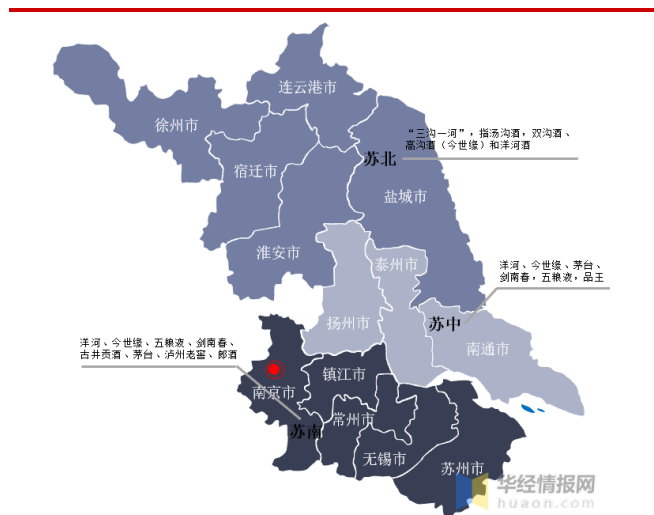 连云港市
徐州市
“三沟一河”，指汤沟酒，双沟酒、
高沟酒（今世缘）和洋河酒
苏北
宿迁市
盐城市
淮安市
泰州市
洋河、今世缘、茅台、
剑南春，五粮液，品王
扬州市
苏中
南通市
洋河、今世缘、五粮液、剑南春、
古井贡酒、茅台、泸州老窖、郎酒
镇江市
南京市
常州市
苏南
无锡市
苏州市
华经情报网
huaon.com